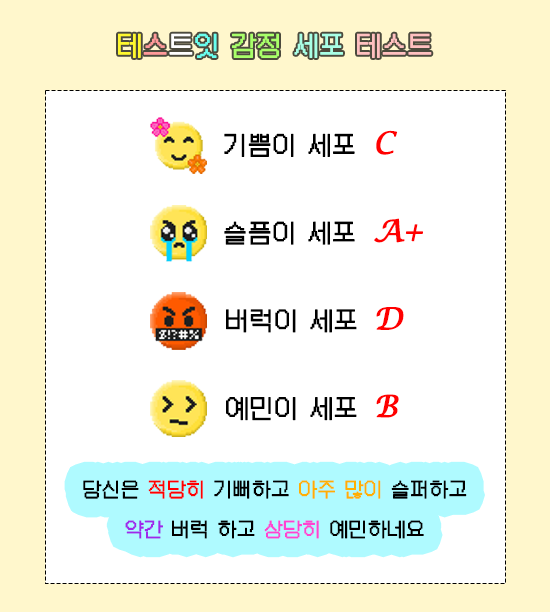 테스트잇 감정 세포 테스트
기쁨이 세포 C
슬픔이 세포 A+
&!?#%
버럭이 세포 D
예민이 세포 B
당신은 적당히 기뻐하고 아주 많이 슬퍼하고
약간 버럭 하고 상당히 예민하네요